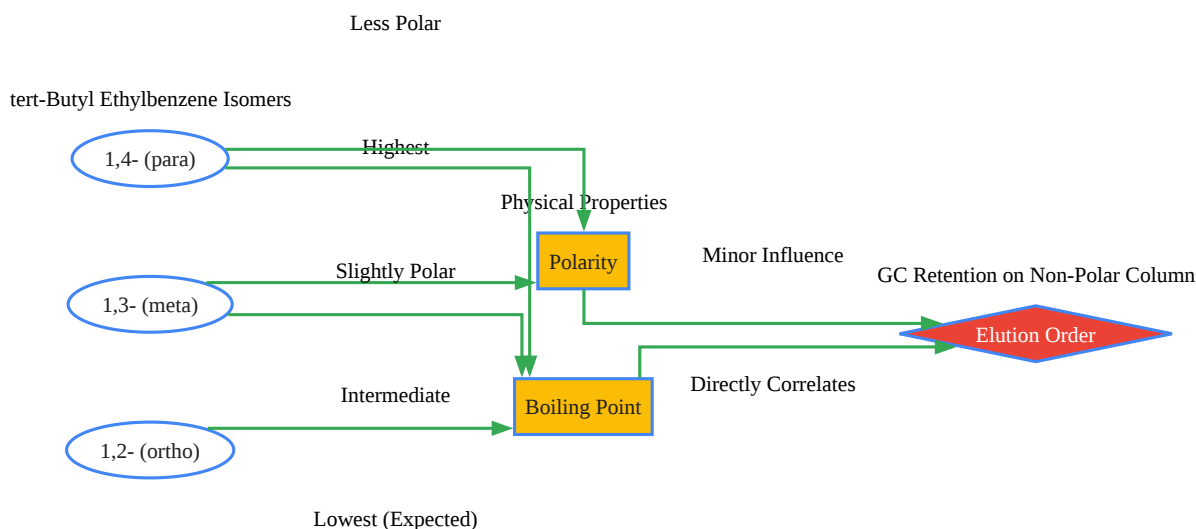 Less Polar
tert-Butyl Ethylbenzene Isomers
1,4- (para)
Highest
Physical Properties
Polarity
Minor Influence
Slightly Polar
GC Retention on Non-Polar Column
1,3- (meta)
Elution Order
Directly Correlates
Intermediate
Boiling Point
1,2- (ortho)
Lowest (Expected)